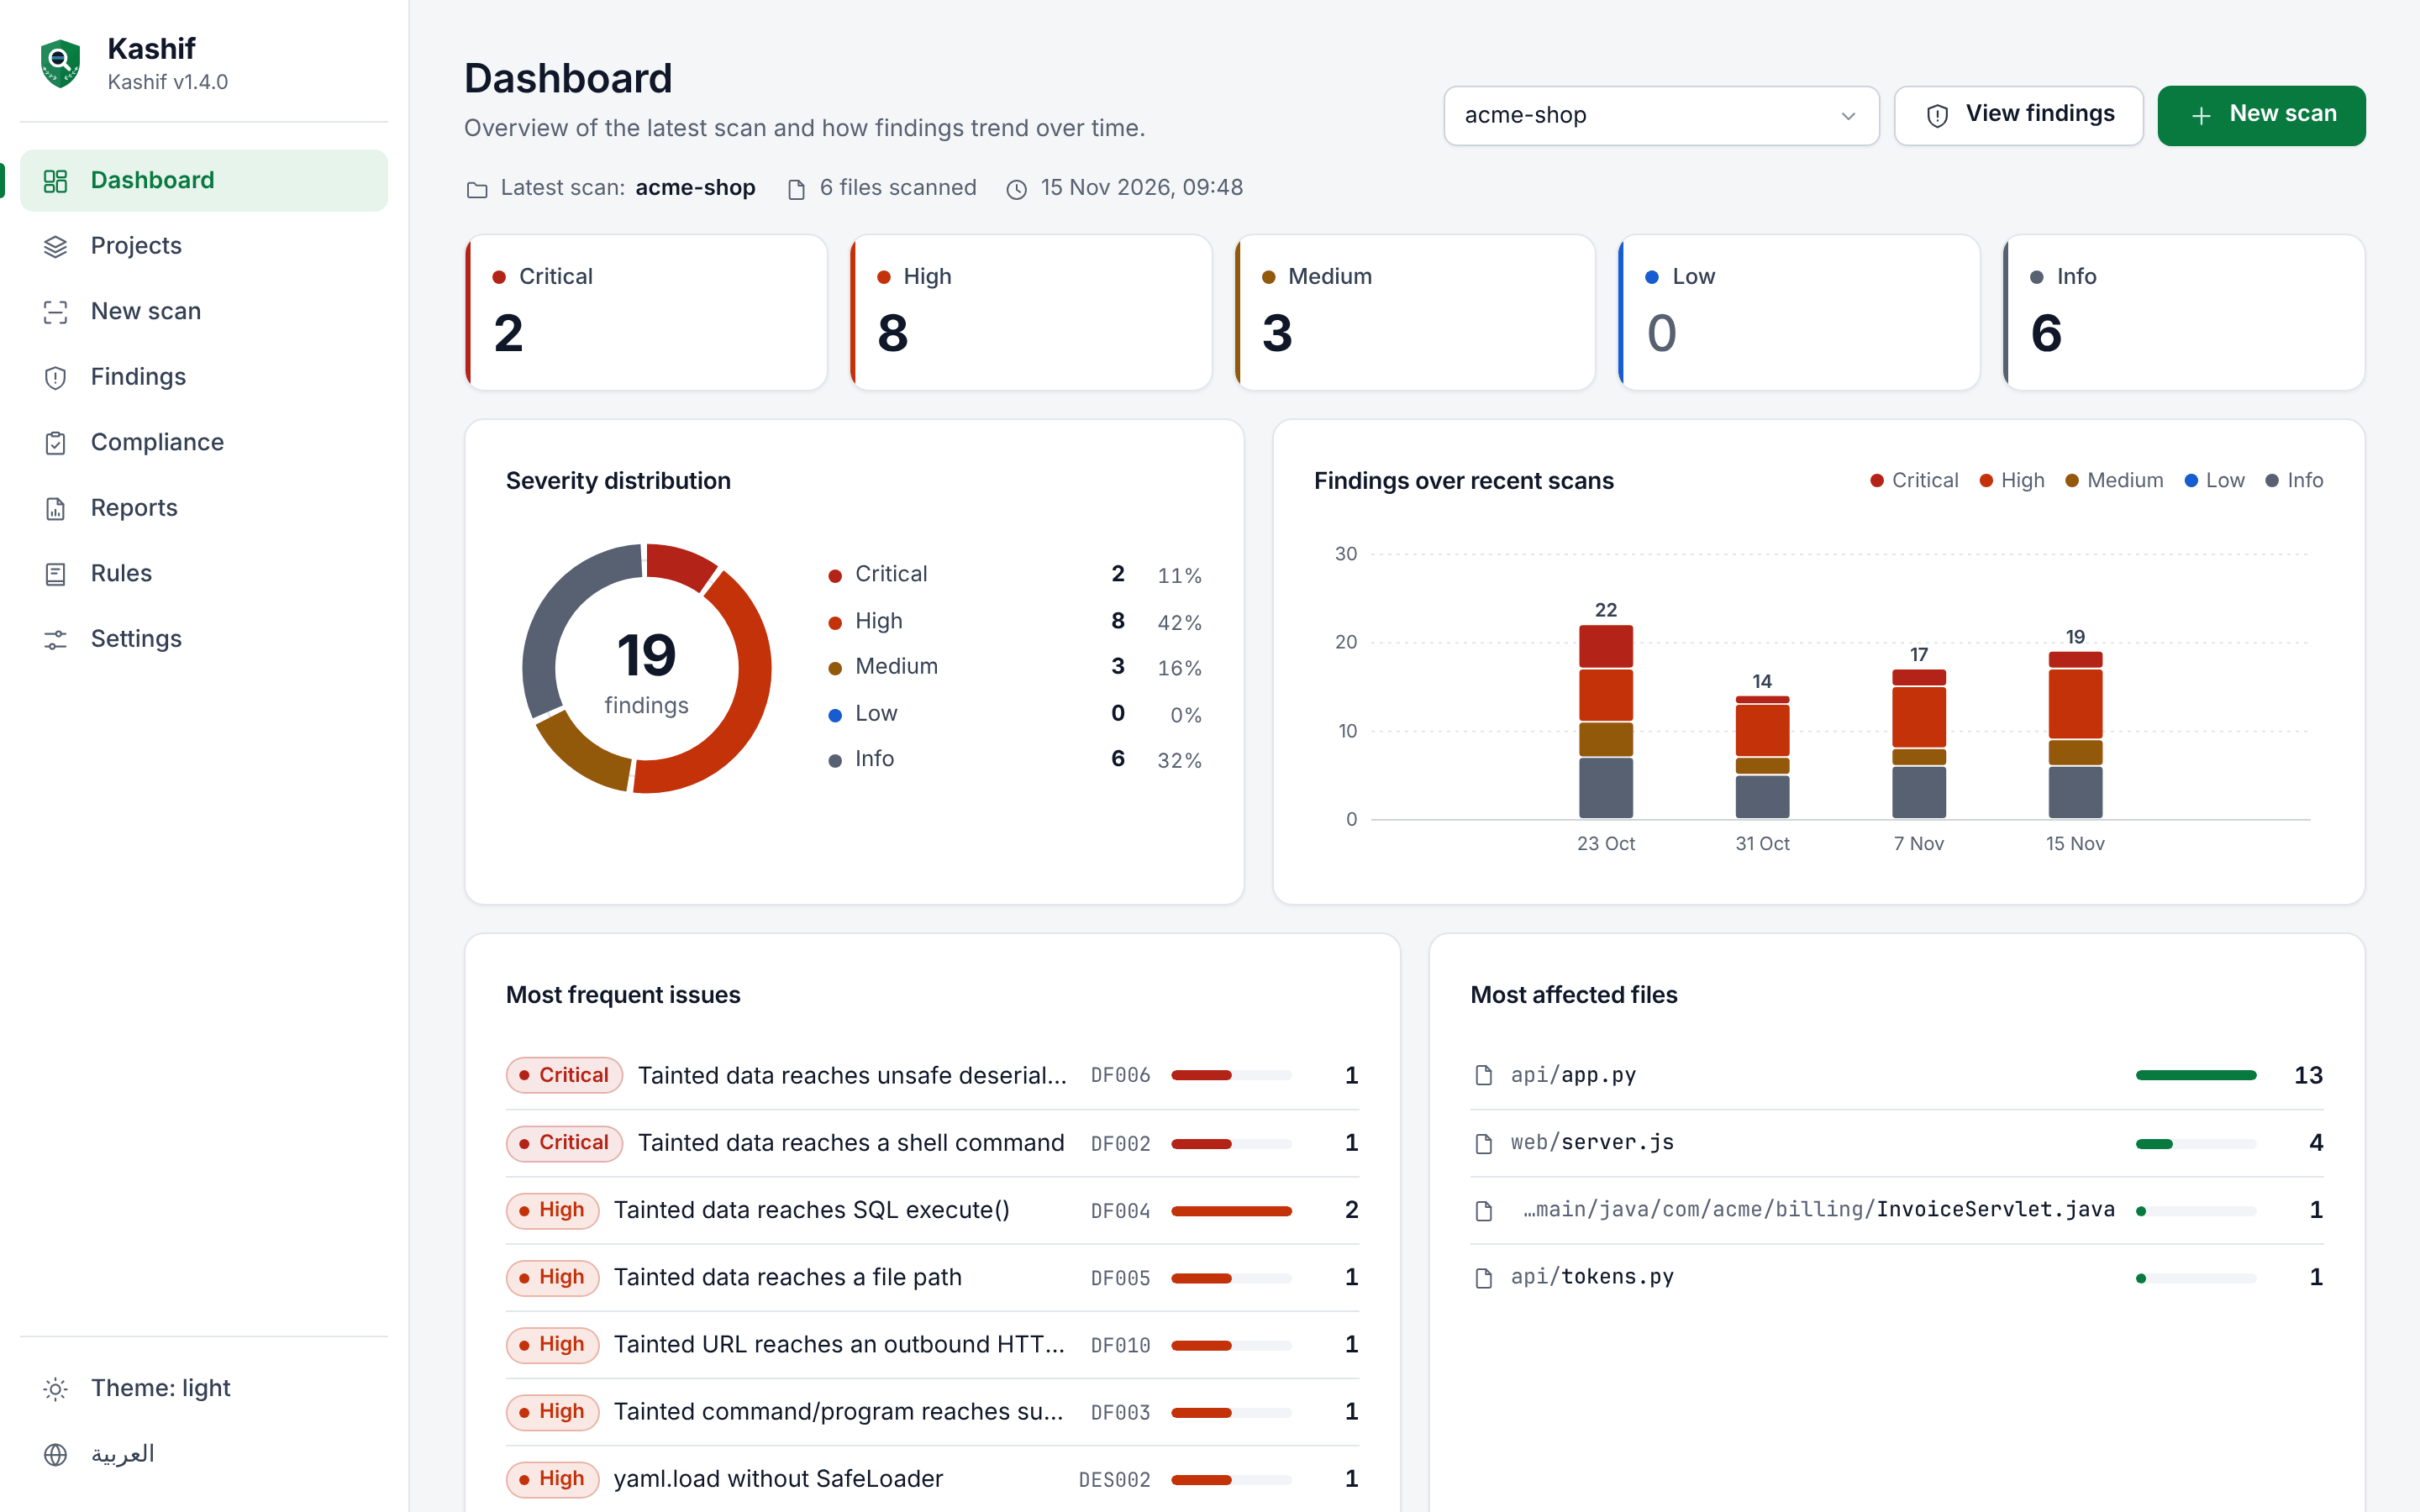 Kashif
Kashif v1.4.0
Dashboard
Projects
New scan
Findings
Compliance
Reports
Rules
Settings
Theme: light
العربية
Dashboard
Overview of the latest scan and how findings trend over time.
acme-shop
View findings
New scan
Latest scan: acme-shop 6 files scanned 15 Nov 2026, 09:48
Critical
2
High
8
Medium
3
Low
0
Info
6
Severity distribution
19
findings
Critical 2 11%
High 8 42%
Medium 3 16%
Low 0 0%
Info 6 32%
Findings over recent scans
Critical High Medium Low Info
30
20
10
0
22
14
17
19
23 Oct 31 Oct 7 Nov 15 Nov
Most frequent issues
Critical Tainted data reaches unsafe deserial... DF006 1
Critical Tainted data reaches a shell command DF002 1
High Tainted data reaches SQL execute() DF004 2
High Tainted data reaches a file path DF005 1
High Tainted URL reaches an outbound HTT... DF010 1
High Tainted command/program reaches su... DF003 1
High yaml.load without SafeLoader DES002 1
Most affected files
api/app.py 13
web/server.js 4
…main/java/com/acme/billing/InvoiceServlet.java 1
api/tokens.py 1